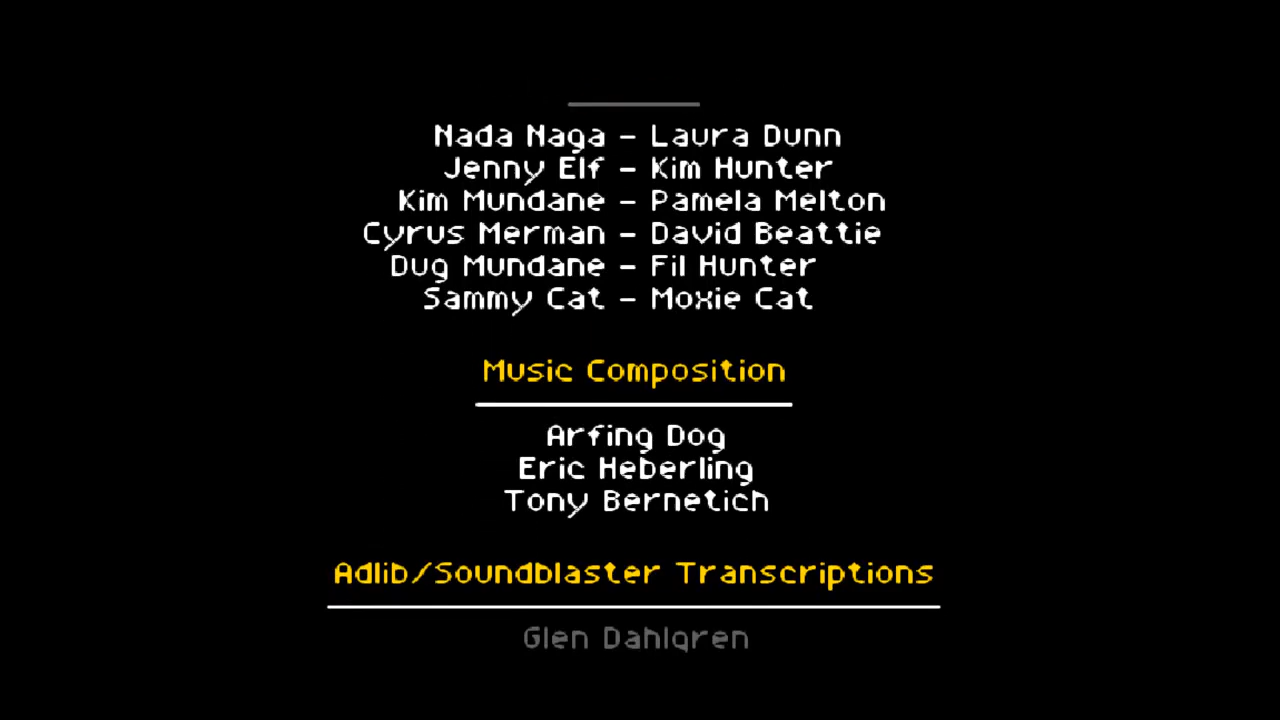 Nada Naga - Laura Dunn
Jenny Elf - Kim Hunter
Kim Mundane - Pamela Melton
Cyrus Merman - David Beattie
Dug Mundane - Fil Hunter
Sammy Cat - Moxie Cat
Music Composition
Arfing Dog
Eric Heberling
Tony Bernetich
Adlib/Soundblaster Transcriptions
Glen Dahlgren